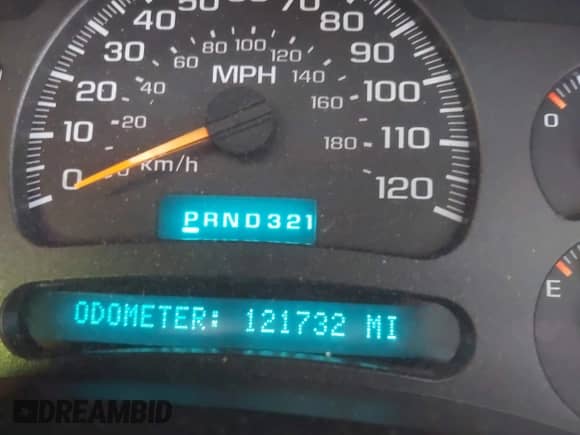 30 40 50 60 70 80 90
60 80 100 120 140
MPH
20 40 160 100
10 20 180 110
0 km/h 120
0
PRND321
E
ODOMETER: 121732 MI
DREAMBID